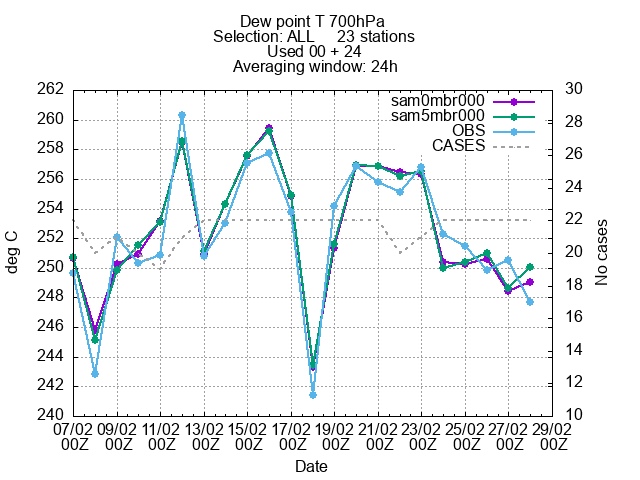 Dew point T 700hPa
Selection: ALL 23 stations
Used 00 + 24
Averaging window: 24h
262
260
258
256
254
252
250
248
246
244
242
240
deg C
30
28
26
24
22
20
18
16
14
12
10
No cases
sam0mbr000
sam5mbr000
OBS
CASES
07/02 09/02 11/02 13/02 15/02 17/02 19/02 21/02 23/02 25/02 27/02 29/02
00Z 00Z 00Z 00Z 00Z 00Z 00Z 00Z 00Z 00Z 00Z 00Z
Date